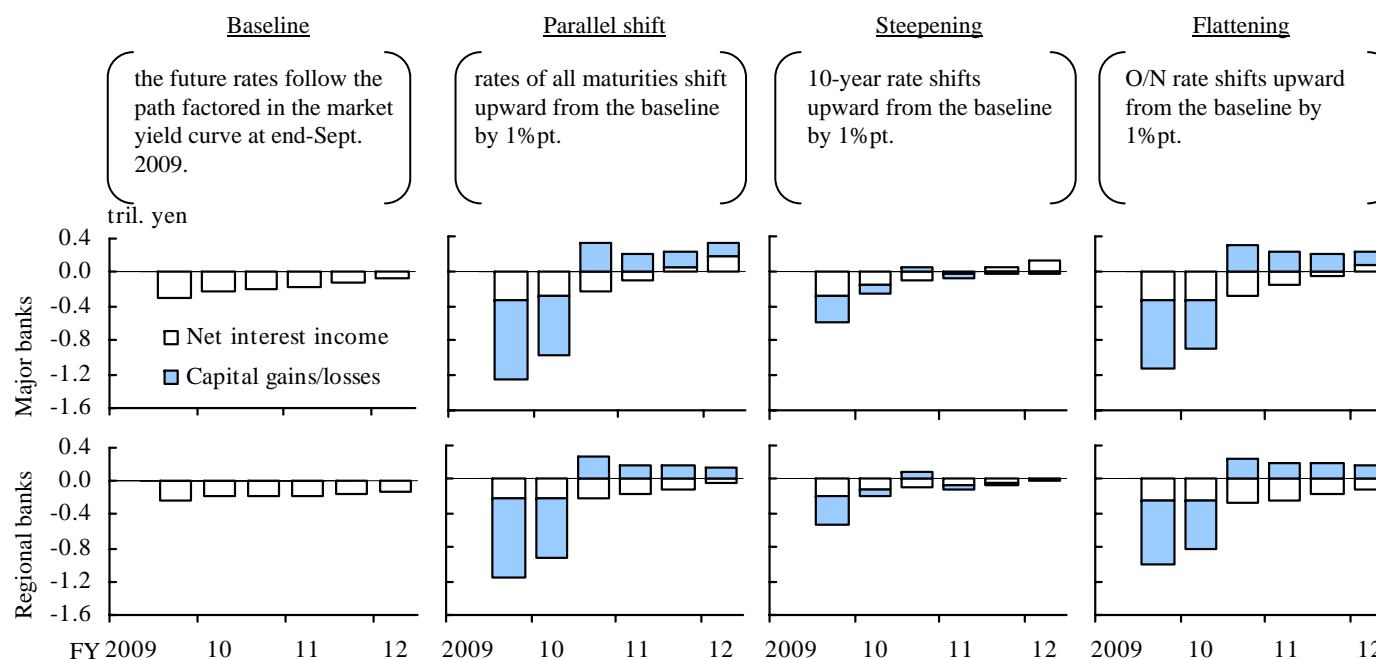 Baseline
Parallel shift
Steepening
Flattening
the future rates follow the
path factored in the market
yield curve at end-Sept.
2009.
rates of all maturities shift
upward from the baseline
by 1%pt.
10-year rate shifts
upward from the baseline
by 1%pt.
O/N rate shifts upward
from the baseline by
1%pt.
tril. yen
Major banks
0.4
0.0
-0.4
-0.8
-1.2
-1.6
Net interest income
Capital gains/losses
Regional banks
0.4
0.0
-0.4
-0.8
-1.2
-1.6
FY 2009 10 11 12
2009 10 11 12
2009 10 11 12
2009 10 11 12